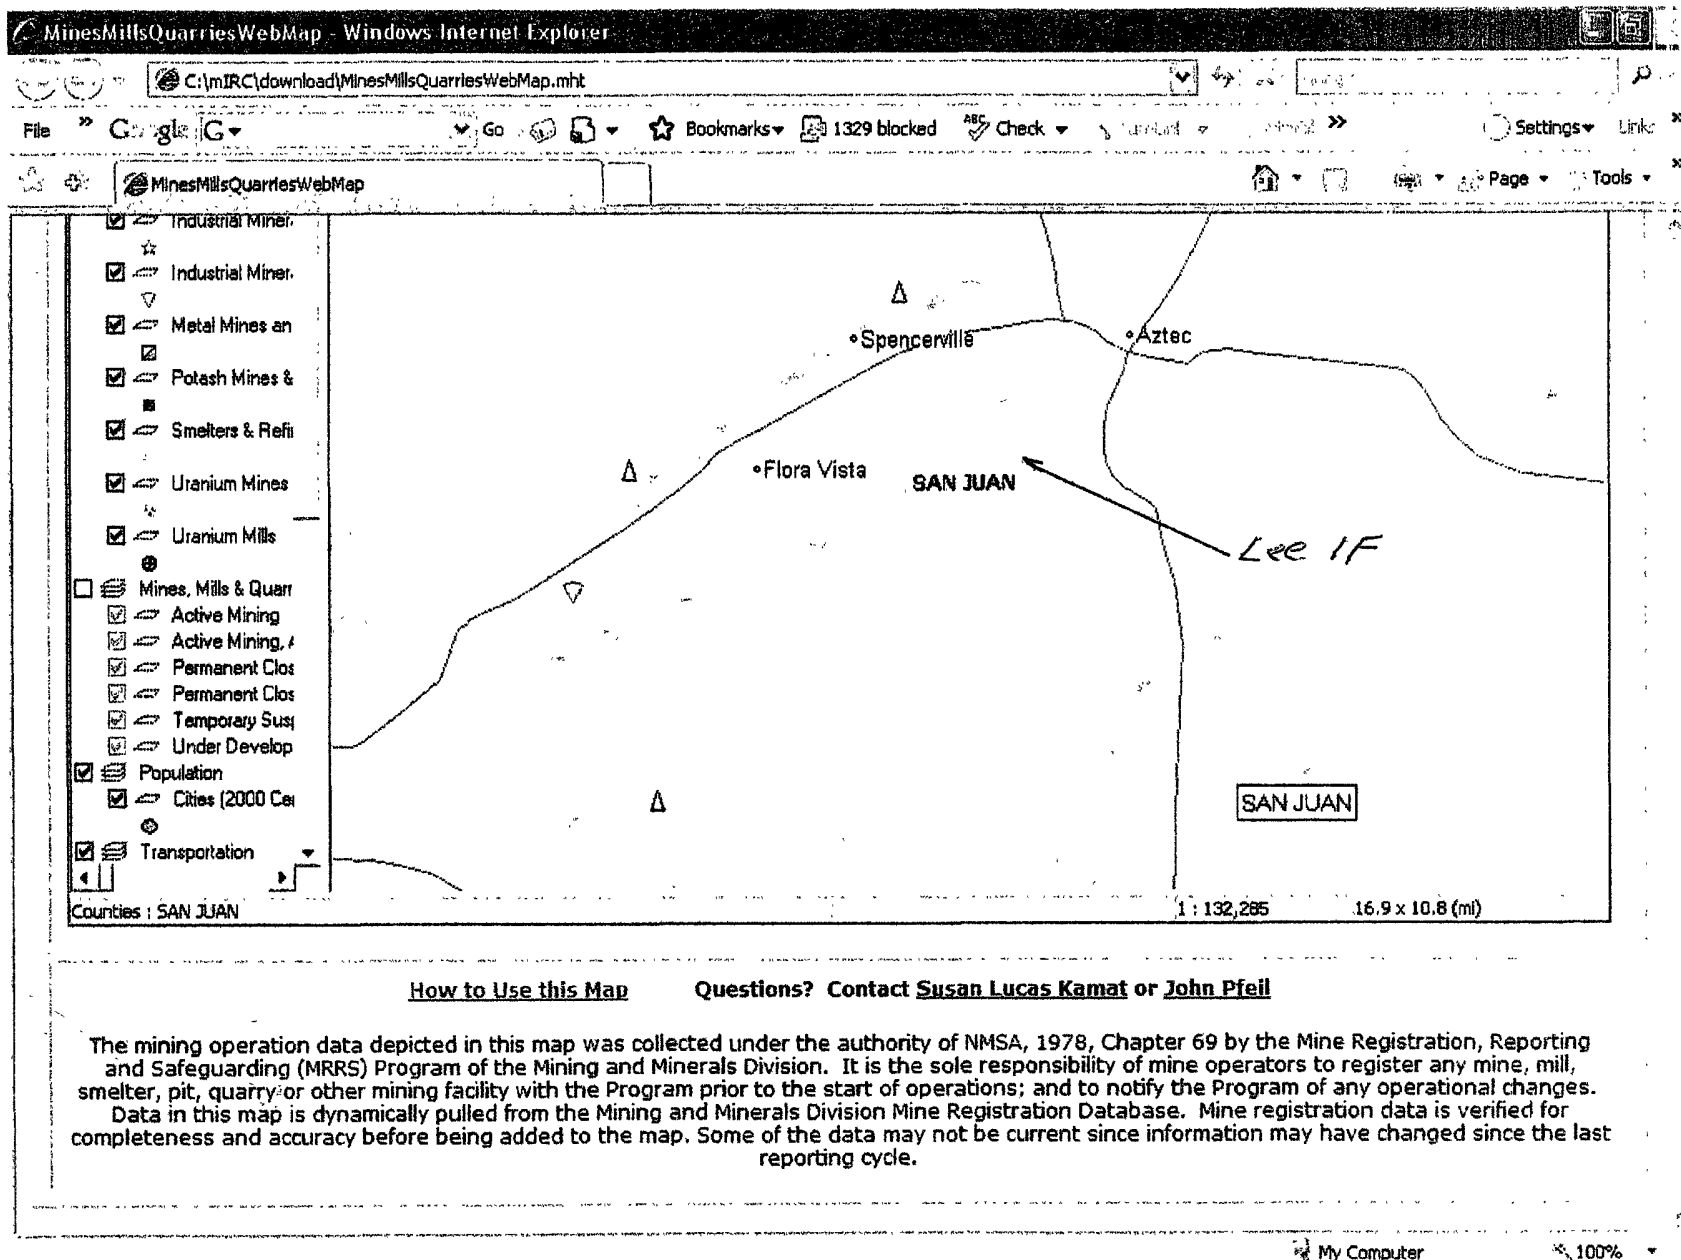 MinesMillsQuarriesWebMap - Windows Internet Explorer
C:\mIRC\download\MinesMillsQuarriesWebMap.mht
File » Google G Go Bookmarks 1329 blocked ABC Check » Settings Links »
MinesMillsQuarriesWebMap Page Tools »
Industrial Miner.
Industrial Miner.
Metal Mines an
Potash Mines &
Smelters & Refi
Uranium Mines
Uranium Mills
Mines, Mills & Quarr
Active Mining
Active Mining, A
Permanent Clos
Permanent Clos
Temporary Sus
Under Develop
Population
Cities (2000 Ce
Transportation
Spencerville
Aztec
Flora Vista
SAN JUAN
Lee 1F
SAN JUAN
Counties : SAN JUAN 1 : 132,285 16.9 x 10.8 (mi)
How to Use this Map Questions? Contact Susan Lucas Kamat or John Pfeil
The mining operation data depicted in this map was collected under the authority of NMSA, 1978, Chapter 69 by the Mine Registration, Reporting
and Safeguarding (MRRS) Program of the Mining and Minerals Division. It is the sole responsibility of mine operators to register any mine, mill,
smelter, pit, quarry or other mining facility with the Program prior to the start of operations; and to notify the Program of any operational changes.
Data in this map is dynamically pulled from the Mining and Minerals Division Mine Registration Database. Mine registration data is verified for
completeness and accuracy before being added to the map. Some of the data may not be current since information may have changed since the last
reporting cycle.
My Computer 100%